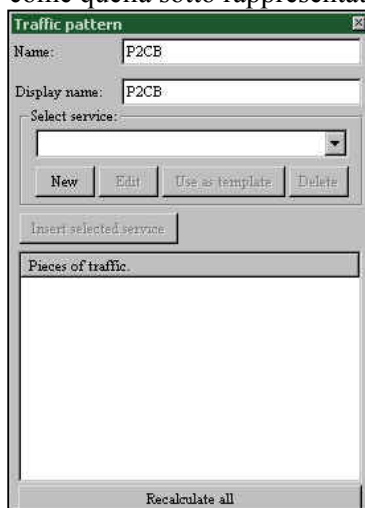 come quella sotto rappresentat
Traffic pattern
Name: P2CB
Display name: P2CB
Select service:
New Edit Use as template Delete
Insert selected service
Pieces of traffic.
Recalculate all